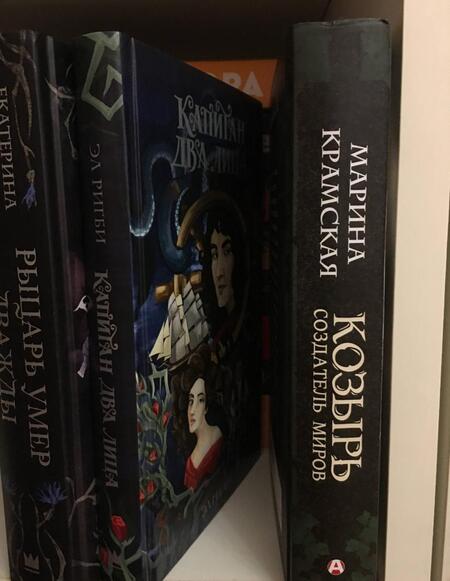 ЕКАТЕРИНА
РЫЦАРЬ УМЕР
ДВАЖДЫ
ЭЛ РИГБИ
КАПИТАН ДВА ЛИЦА
КАПИТАН
ДВА ЛИЦА
МАРИНА
КРАМСКАЯ
КОЗЫРЬ
СОЗДАТЕЛЬ МИРОВ
А